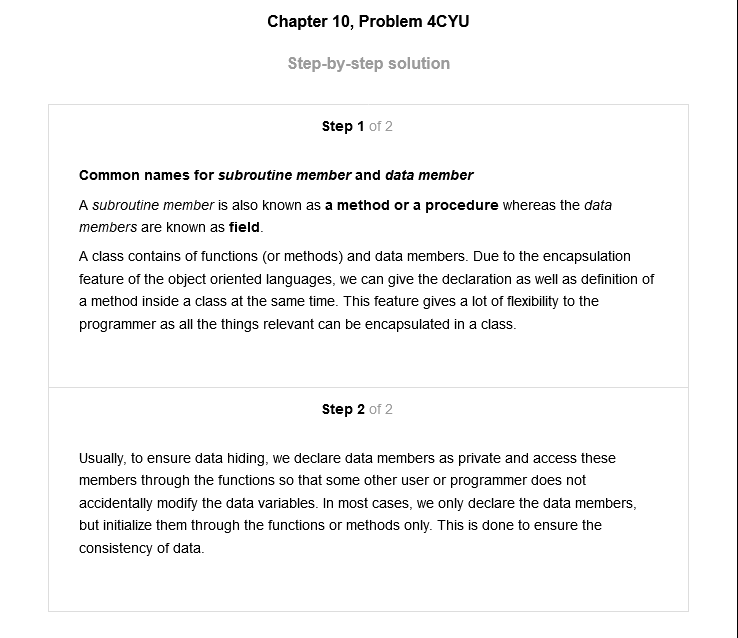 Chapter 10, Problem 4CYU
Step-by-step solution
Step 1 of 2
Common names for subroutine member and data member
A subroutine member is also known as a method or a procedure whereas the data
members are known as field.
A class contains of functions (or methods) and data members. Due to the encapsulation
feature of the object oriented languages, we can give the declaration as well as definition of
a method inside a class at the same time. This feature gives a lot of flexibility to the
programmer as all the things relevant can be encapsulated in a class.
Step 2 of 2
Usually, to ensure data hiding, we declare data members as private and access these
members through the functions so that some other user or programmer does not
accidentally modify the data variables. In most cases, we only declare the data members,
but initialize them through the functions or methods only. This is done to ensure the
consistency of data.